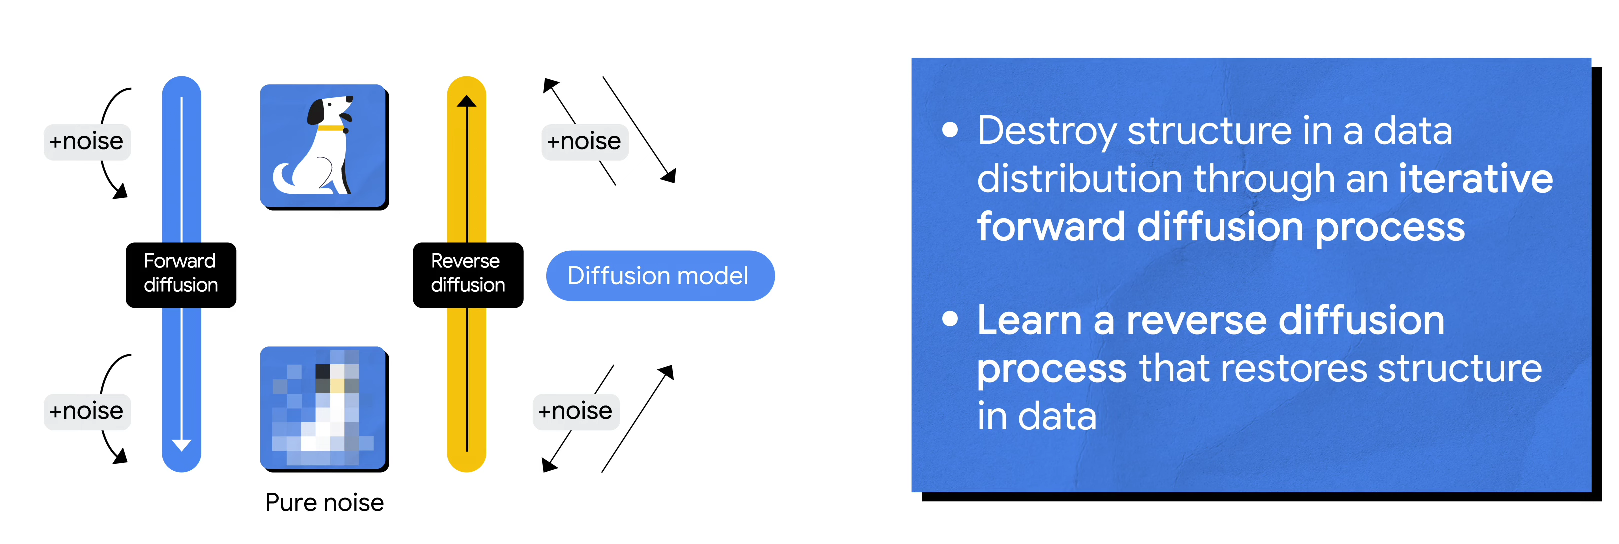 +noise
+noise
Forward
diffusion
Reverse
diffusion
Diffusion model
+noise
+noise
Pure noise
• Destroy structure in a data
distribution through an iterative
forward diffusion process
• Learn a reverse diffusion
process that restores structure
in data